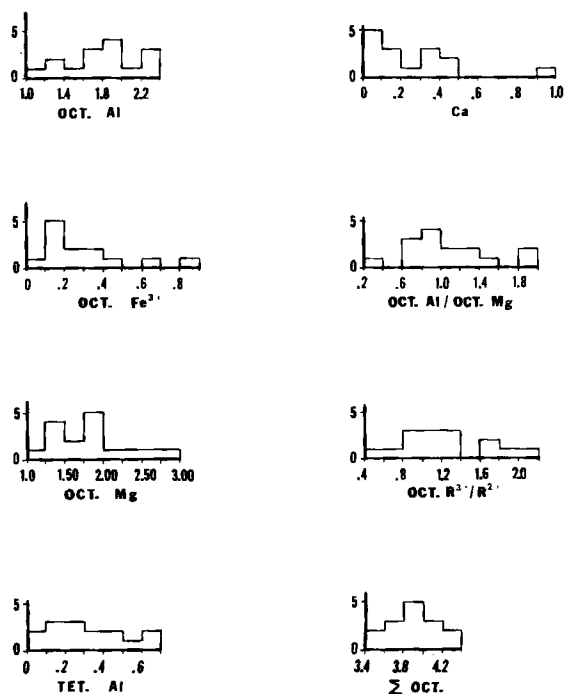 5
0
1.0 1.4 1.8 2.2
OCT. Al
5
0
0 .2 .4 .6 .8 1.0
Ca
5
0
0 .2 .4 .6 .8
OCT. Fe³⁺
5
0
.2 .6 1.0 1.4 1.8
OCT. Al / OCT. Mg
5
0
1.0 1.50 2.00 2.50 3.00
OCT. Mg
5
0
.4 .8 1.2 1.6 2.0
OCT. R³⁺/R²⁺
5
0
0 .2 .4 .6
TET. Al
5
0
3.4 3.8 4.2
Σ OCT.